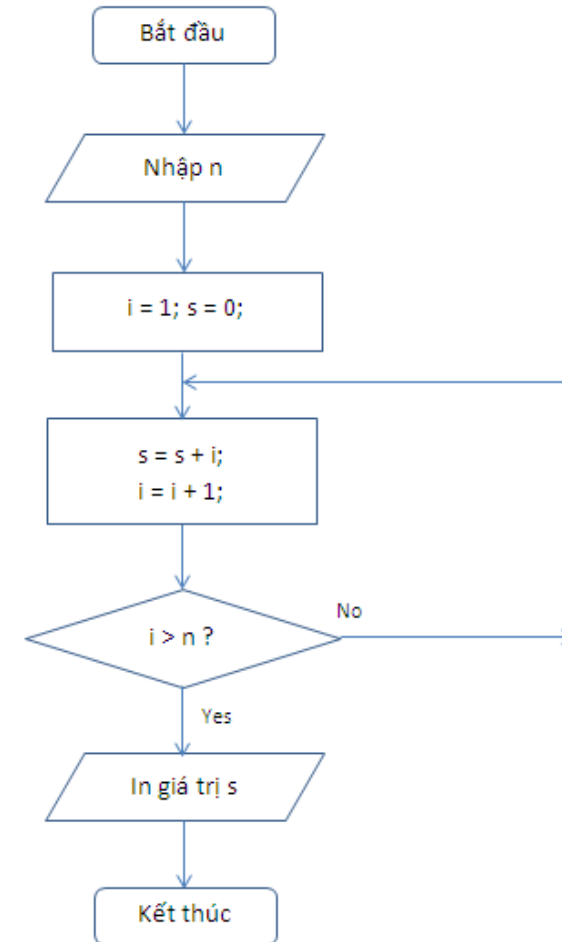 Bắt đầu
Nhập n
i = 1; s = 0;
s = s + i;
i = i + 1;
i > n ?
No
Yes
In giá trị s
Kết thúc